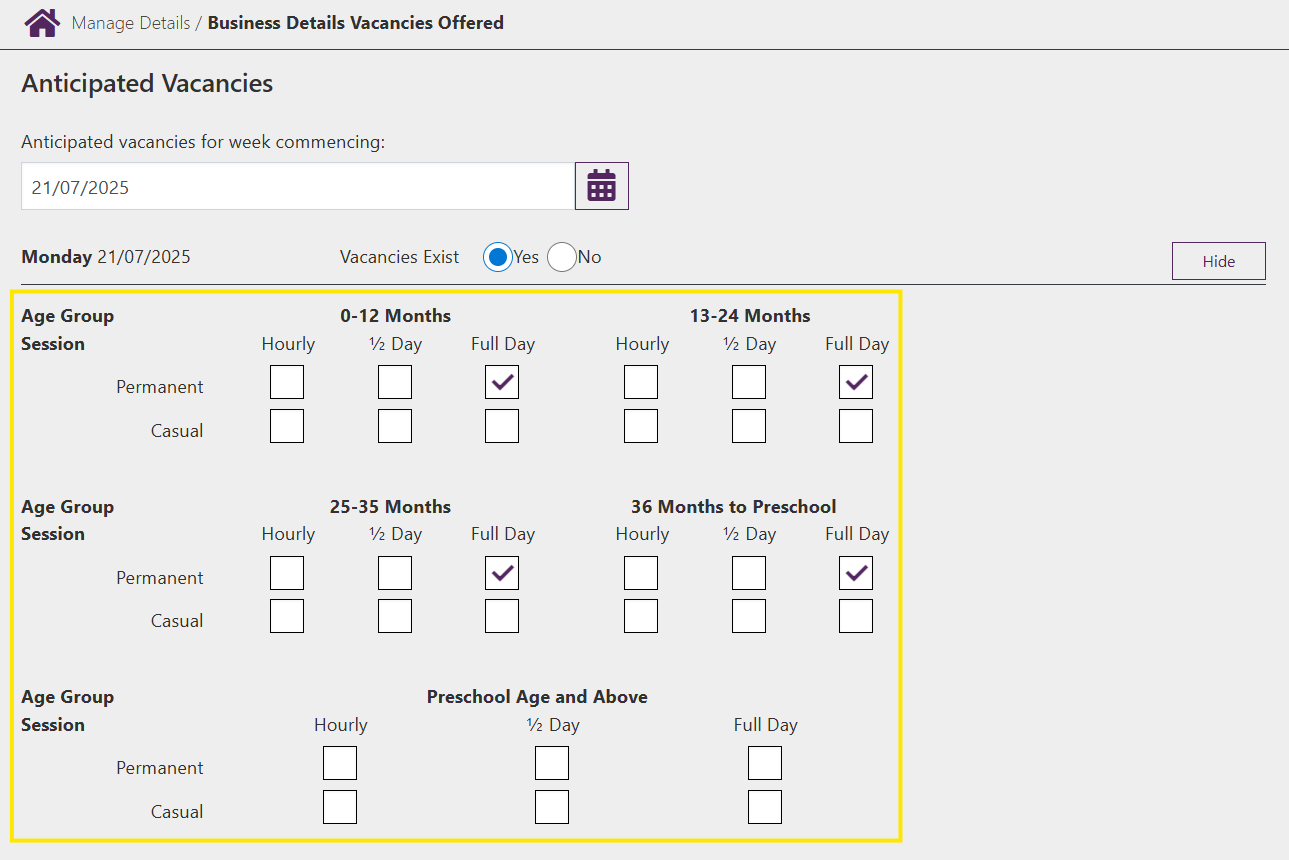 Manage Details / Business Details Vacancies Offered
Anticipated Vacancies
Anticipated vacancies for week commencing:
21/07/2025
Monday 21/07/2025 Vacancies Exist Yes No Hide
Age Group 0-12 Months 13-24 Months
Session Hourly ½ Day Full Day Hourly ½ Day Full Day
Permanent
Casual
Age Group 25-35 Months 36 Months to Preschool
Session Hourly ½ Day Full Day Hourly ½ Day Full Day
Permanent
Casual
Age Group Preschool Age and Above
Session Hourly ½ Day Full Day
Permanent
Casual